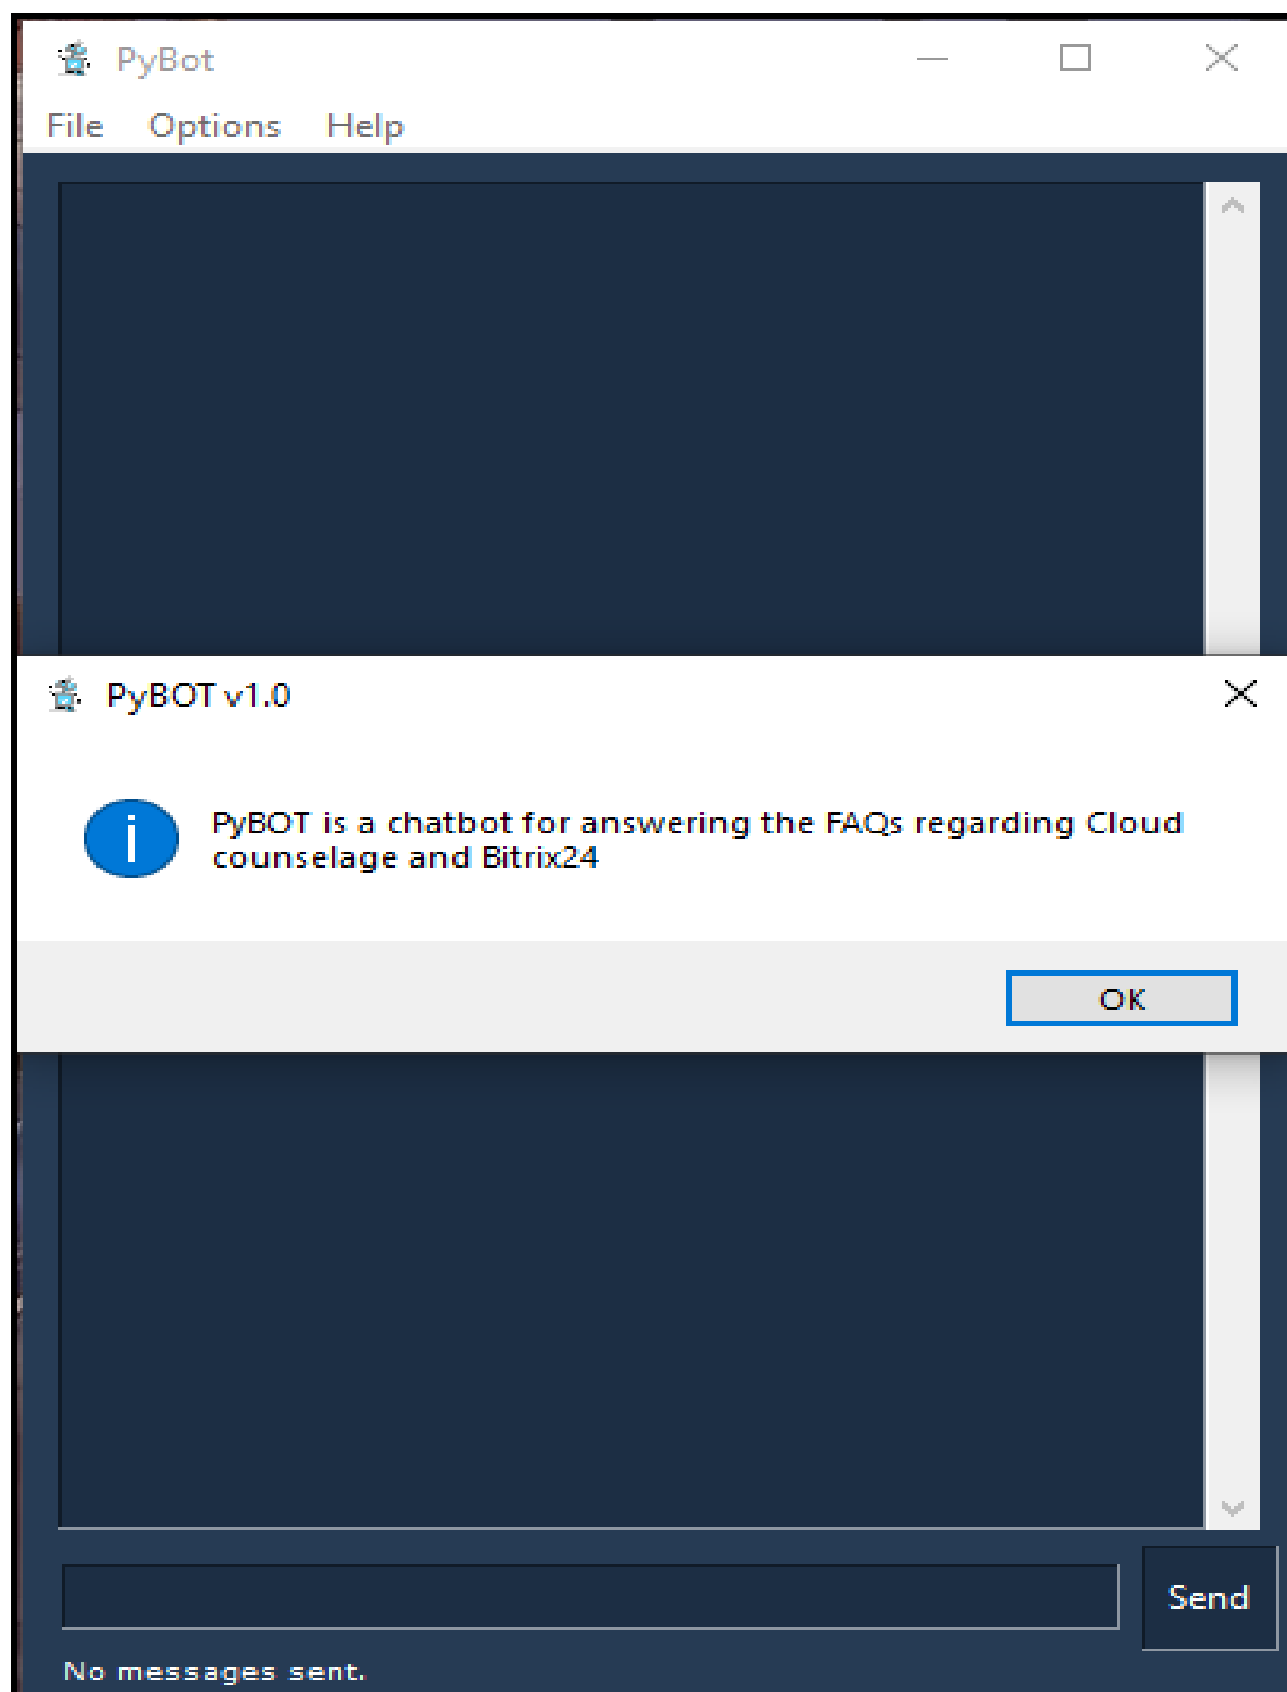 PyBot
File Options Help
PyBOT v1.0
PyBOT is a chatbot for answering the FAQs regarding Cloud
counselage and Bitrix24
OK
Send
No messages sent.